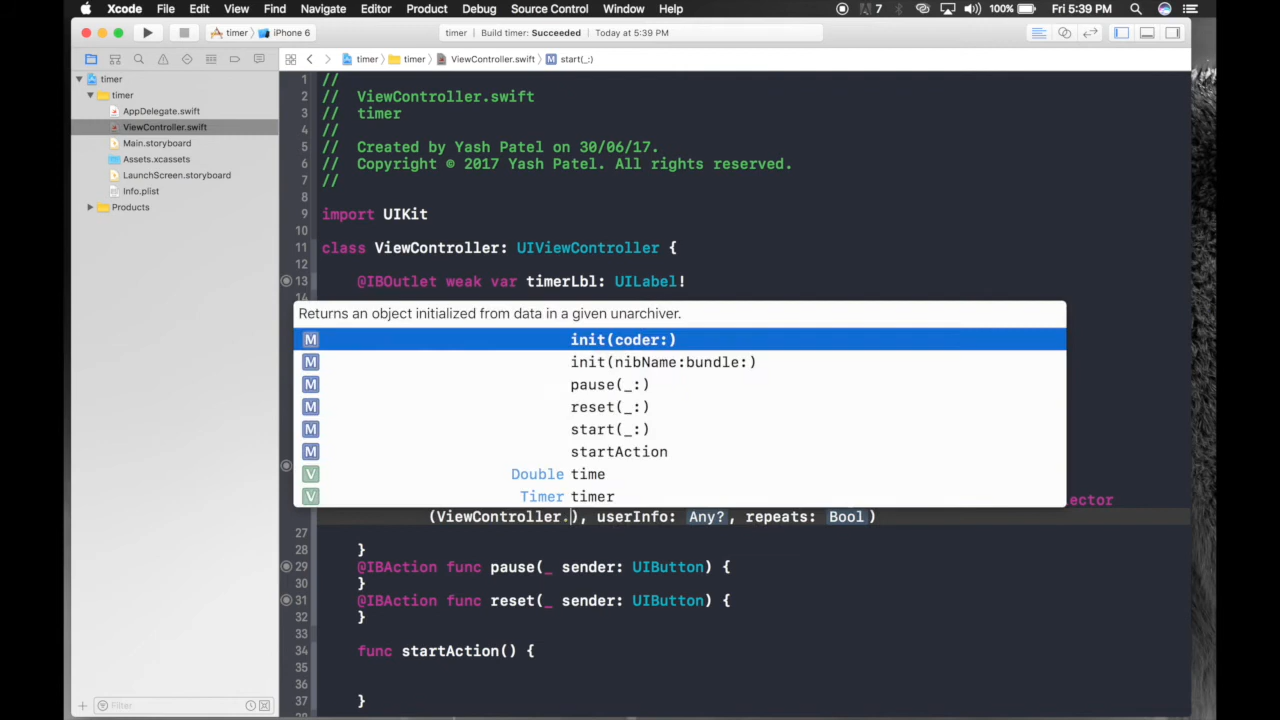 Xcode File Edit View Find Navigate Editor Product Debug Source Control Window Help 7 100% Fri 5:39 PM
timer iPhone 6 timer Build timer: Succeeded Today at 5:39 PM
timer timer ViewController.swift start(_:)
timer
timer
AppDelegate.swift
ViewController.swift
Main.storyboard
Assets.xcassets
LaunchScreen.storyboard
Info.plist
Products
Filter
1 //
2 // ViewController.swift
3 // timer
4 //
5 // Created by Yash Patel on 30/06/17.
6 // Copyright © 2017 Yash Patel. All rights reserved.
7 //
8
9 import UIKit
10
11 class ViewController: UIViewController {
12
13 @IBOutlet weak var timerLbl: UILabel!
14
Returns an object initialized from data in a given unarchiver.
M init(coder:)
M init(nibName:bundle:)
M pause(_:)
M reset(_:)
M start(_:)
M startAction
V Double time
V Timer timer
lector
(ViewController.), userInfo: Any?, repeats: Bool)
27
28 }
29 @IBAction func pause(_ sender: UIButton) {
30 }
31 @IBAction func reset(_ sender: UIButton) {
32 }
33
34 func startAction() {
35
36
37 }